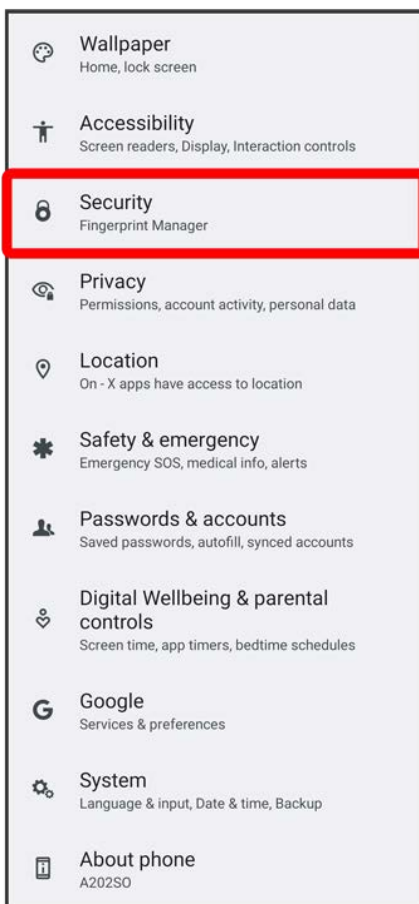 Wallpaper
Home, lock screen
Accessibility
Screen readers, Display, Interaction controls
Security
Fingerprint Manager
Privacy
Permissions, account activity, personal data
Location
On - X apps have access to location
Safety & emergency
Emergency SOS, medical info, alerts
Passwords & accounts
Saved passwords, autofill, synced accounts
Digital Wellbeing & parental
controls
Screen time, app timers, bedtime schedules
Google
Services & preferences
System
Language & input, Date & time, Backup
About phone
A202SO